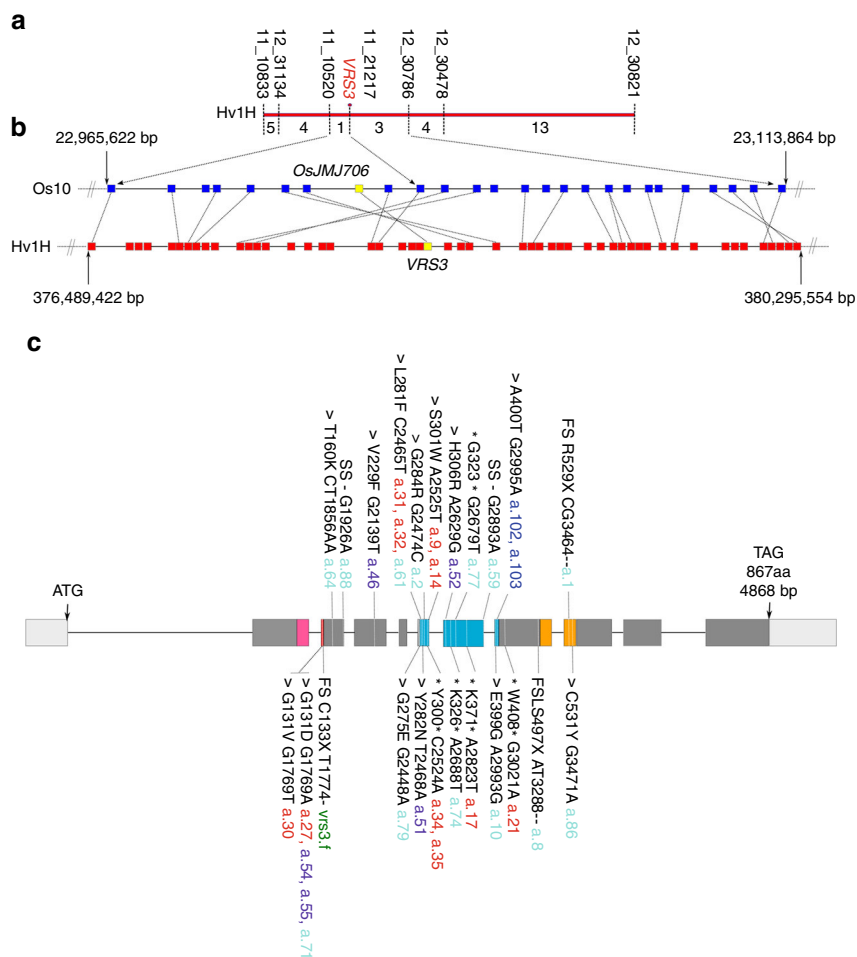 a
11_10833
12_31134
11_10520
VRS3
11_21217
12_30786
12_30478
12_30821
Hv1H
5 4 1 3 4 13
b
22,965,622 bp
23,113,864 bp
OsJMJ706
Os10
Hv1H
VRS3
376,489,422 bp
380,295,554 bp
c
> T160K CT1856AA a.64
SS - G1926A a.88
> V229F G2139T a.46
> L281F C2465T a.31, a.32, a.61
> G284R G2474C a.2
> S301W A2525T a.9, a.14
> H306R A2629G a.52
* G323 * G2679T a.77
SS - G2893A a.59
> A400T G2995A a.102, a.103
FS R529X CG3464--a.1
ATG
TAG
867aa
4868 bp
> G131V G1769T a.30
> G131D G1769A a.27, a.54, a.55, a.71
FS C133X T1774- vrs3.f
> G275E G2448A a.79
> Y282N T2468A a.51
* Y300* C2524A a.34, a.35
* K326* A2688T a.74
* K371* A2823T a.17
> E399G A2993G a.10
* W408* G3021A a.21
FSLS497X AT3288-- a.8
> C531Y G3471A a.86